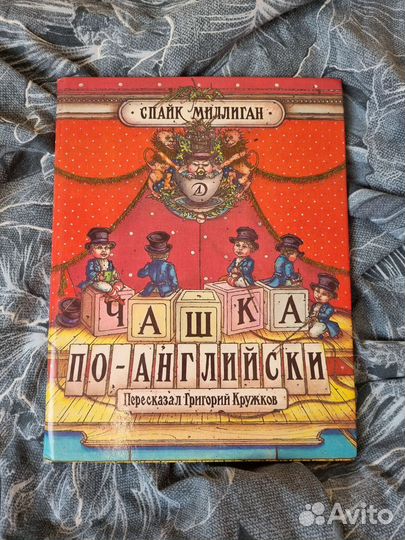 СПАЙК МИЛЛИГАН
Д
ЧАШКА
ПО-АНГЛИЙСКИ
Пересказал Григорий Кружков
Avito